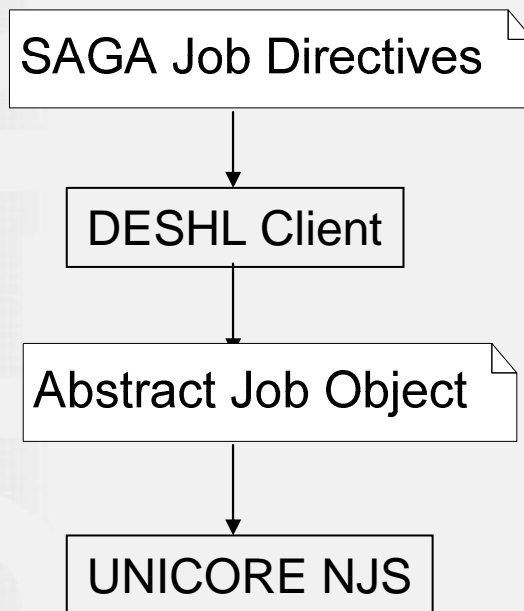 SAGA Job Directives
DESHL Client
Abstract Job Object
UNICORE NJS